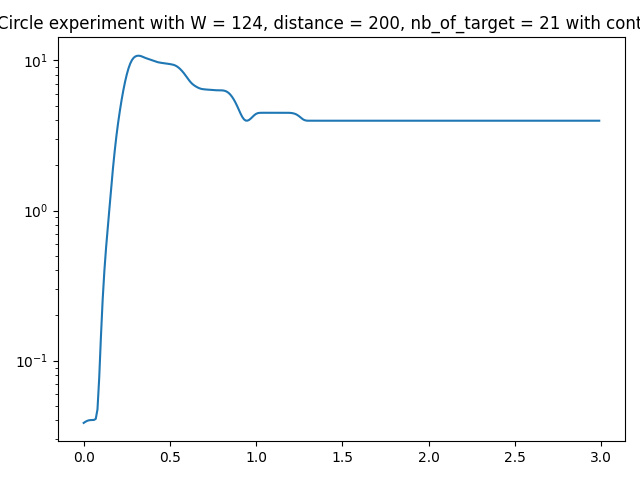 Circle experiment with W = 124, distance = 200, nb_of_target = 21 with cont
10¹
10⁰
10⁻¹
0.0 0.5 1.0 1.5 2.0 2.5 3.0